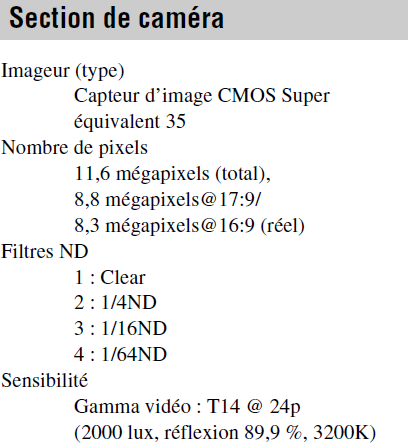 Section de caméra
Imageur (type)
Capteur d’image CMOS Super
équivalent 35
Nombre de pixels
11,6 mégapixels (total),
8,8 mégapixels@17:9/
8,3 mégapixels@16:9 (réel)
Filtres ND
1 : Clear
2 : 1/4ND
3 : 1/16ND
4 : 1/64ND
Sensibilité
Gamma vidéo : T14 @ 24p
(2000 lux, réflexion 89,9 %, 3200K)